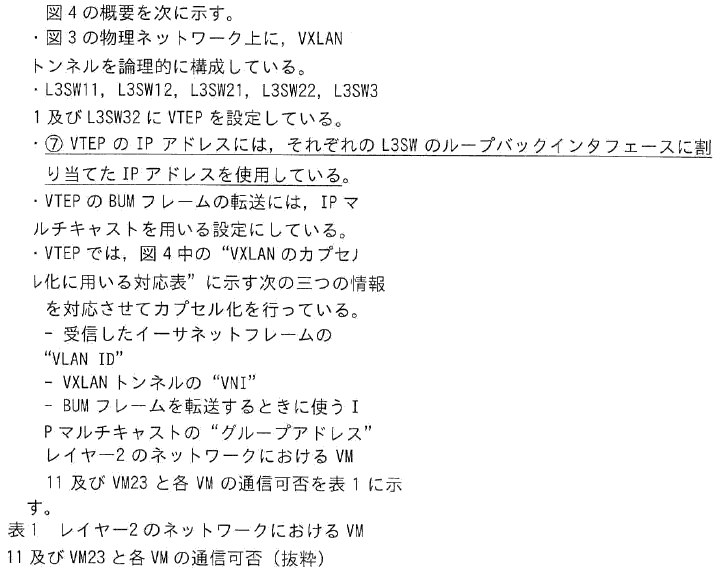 図4の概要を次に示す。
・図3の物理ネットワーク上に，VXLAN
トンネルを論理的に構成している。
・L3SW11，L3SW12，L3SW21，L3SW22，L3SW3
1及びL3SW32にVTEPを設定している。
・⑦VTEPのIPアドレスには，それぞれのL3SWのループバックインタフェースに割
り当てたIPアドレスを使用している。
・VTEPのBUMフレームの転送には，IPマ
ルチキャストを用いる設定にしている。
・VTEPでは，図4中の“VXLANのカプセル
ル化に用いる対応表”に示す次の三つの情報
を対応させてカプセル化を行っている。
－受信したイーサネットフレームの
“VLAN ID”
－VXLANトンネルの“VNI”
－BUMフレームを転送するときに使うI
Pマルチキャストの“グループアドレス”
レイヤー2のネットワークにおけるVM
11及びVM23と各VMの通信可否を表1に示
す。
表1　レイヤー2のネットワークにおけるVM
11及びVM23と各VMの通信可否（抜粋）